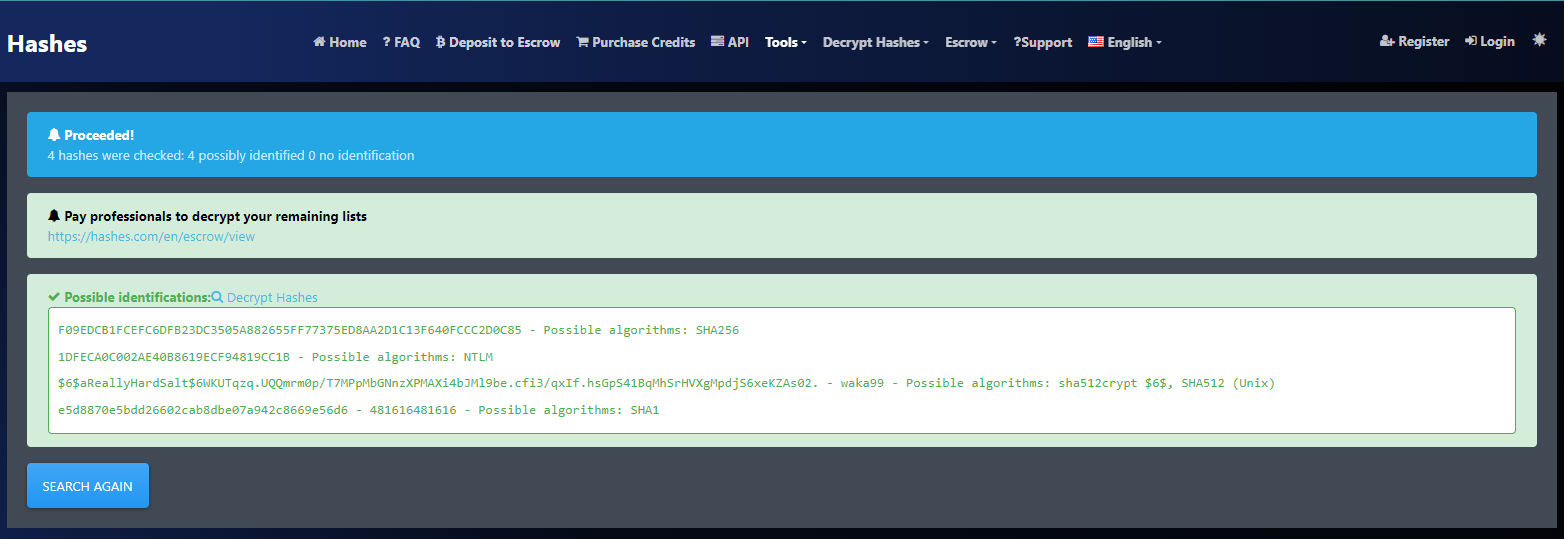 Hashes
Home ? FAQ Deposit to Escrow Purchase Credits API Tools Decrypt Hashes Escrow ?Support English Register Login
Proceeded!
4 hashes were checked: 4 possibly identified 0 no identification
Pay professionals to decrypt your remaining lists
https://hashes.com/en/escrow/view
Possible identifications: Decrypt Hashes
F09EDCB1FCEFC6DFB23DC3505A882655FF77375ED8AA2D1C13F640FCCC2D0C85 - Possible algorithms: SHA256
1DFECA0C002AE40B8619ECF94819CC1B - Possible algorithms: NTLM
$6$aReallyHardSalt$6WKUTqzq.UQQmrm0p/T7MPpMbGNnzXPMAXi4bJMl9be.cfi3/qxIf.hsGpS41BqMhSrHVXgMpdjS6xeKZAs02. - waka99 - Possible algorithms: sha512crypt $6$, SHA512 (Unix)
e5d8870e5bdd26602cab8dbe07a942c8669e56d6 - 481616481616 - Possible algorithms: SHA1
SEARCH AGAIN